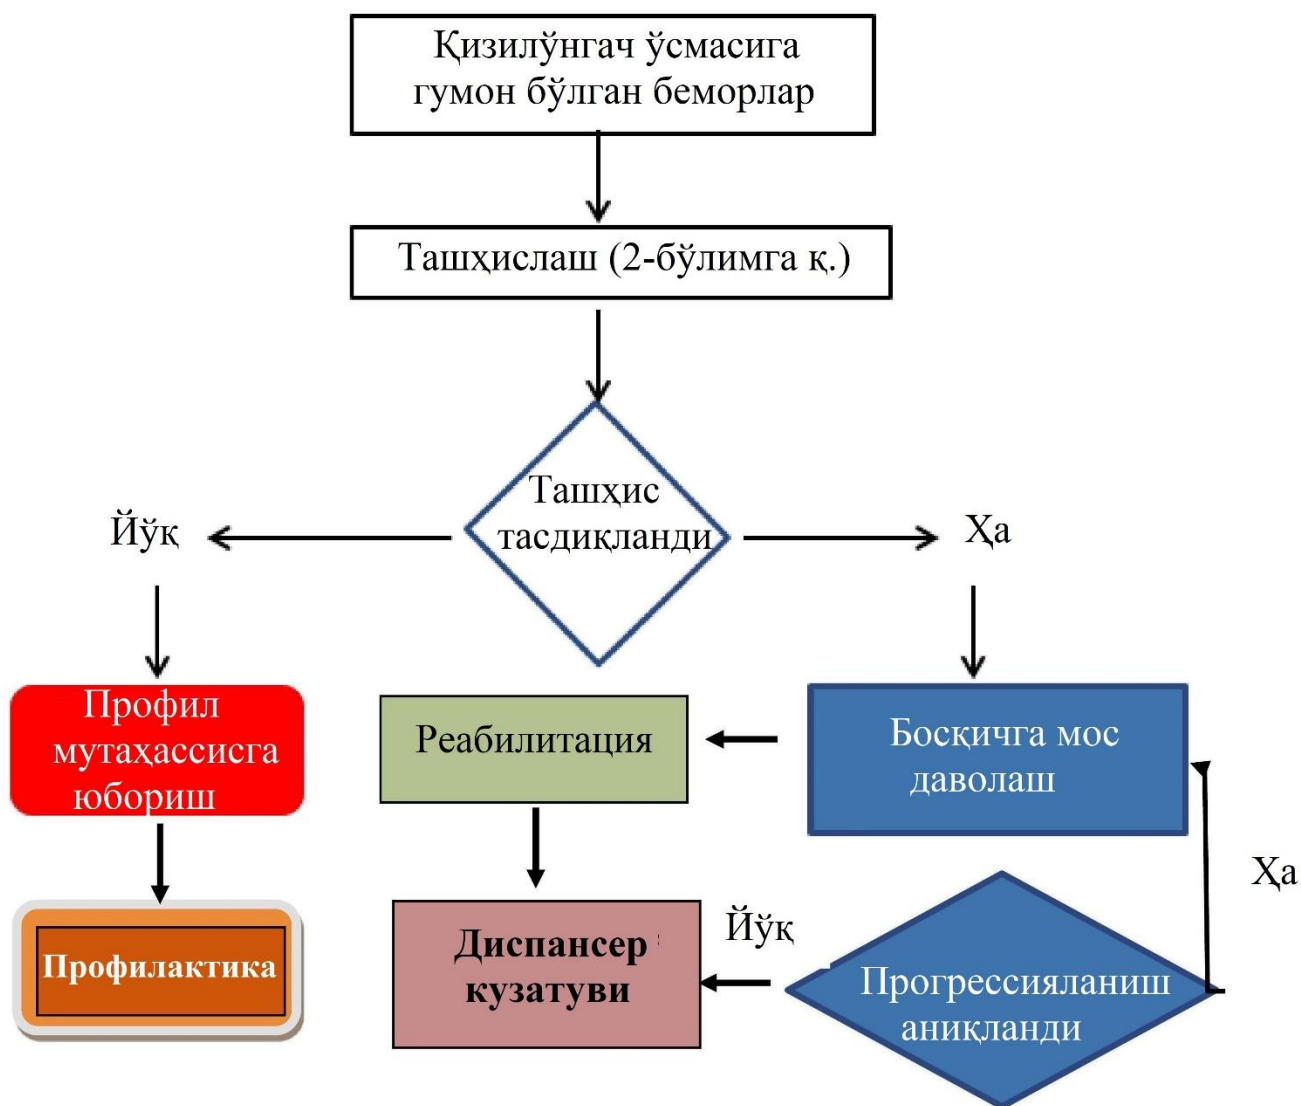 Қизилўнгач ўсмасига
гумон бўлган беморлар
Ташҳислаш (2-бўлимга қ.)
Ташҳис
тасдиқланди
Йўқ
Ҳа
Профил
мутаҳассисга
юбориш
Реабилитация
Босқичга мос
даволаш
Ҳа
Профилактика
Диспансер
кузатуви
Йўқ
Прогрессияланиш
аниқланди